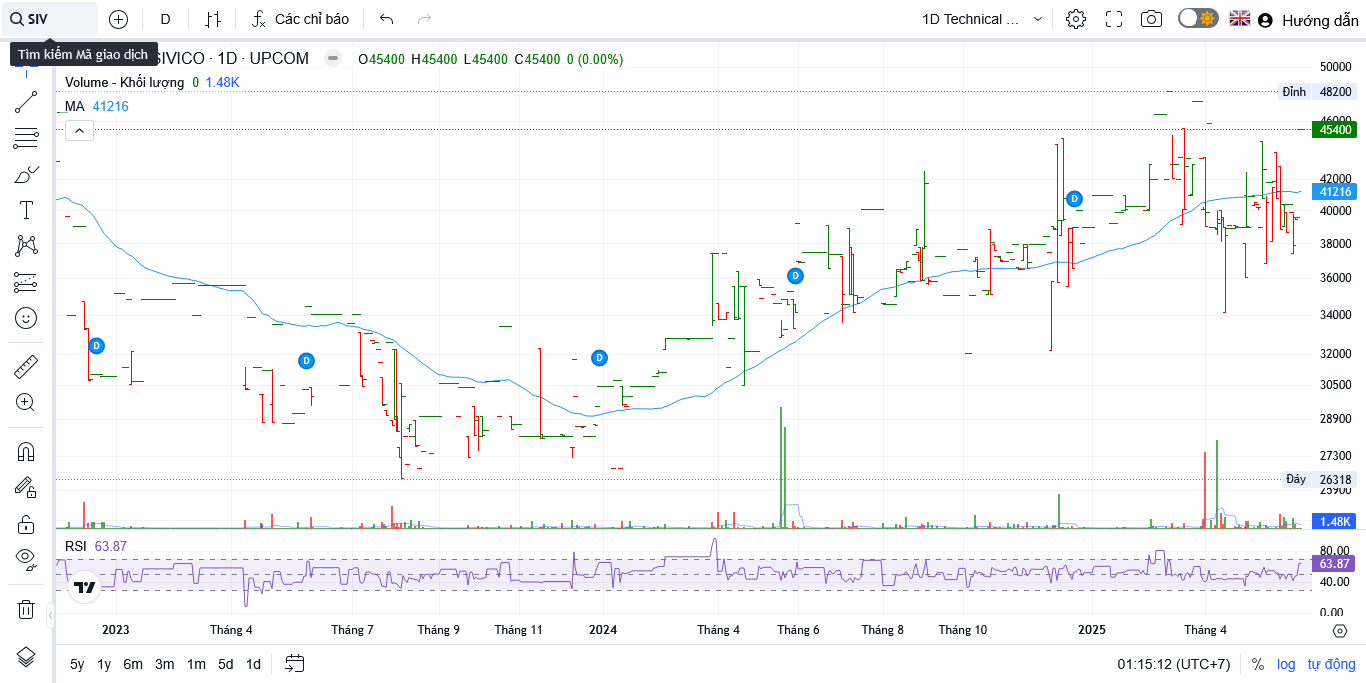 SIV D Các chỉ báo 1D Technical ... Hướng dẫn
Tìm kiếm Mã giao dịch
SIVICO · 1D · UPCOM O45400 H45400 L45400 C45400 0 (0.00%)
Volume - Khối lượng 0 1.48K
MA 41216
50000
Đỉnh 48200
46000
45400
42000
41216
40000
38000
36000
34000
32000
30500
28900
27300
Đáy 26318
25900
1.48K
D
D
D
D
D
RSI 63.87
80.00
63.87
40.00
0.00
2023 Tháng 4 Tháng 7 Tháng 9 Tháng 11 2024 Tháng 4 Tháng 6 Tháng 8 Tháng 10 2025 Tháng 4
5y 1y 6m 3m 1m 5d 1d 01:15:12 (UTC+7) % log tự động